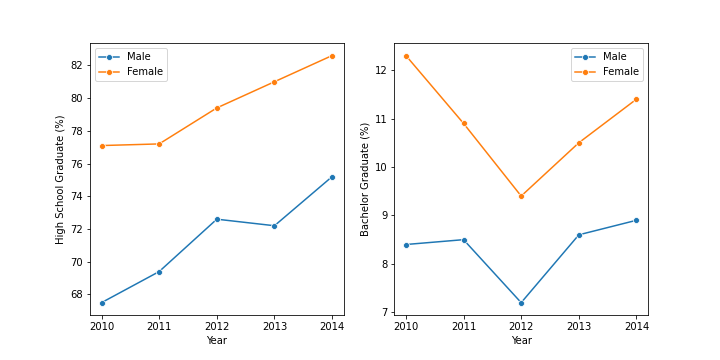 Male
Female
High School Graduate (%)
82
80
78
76
74
72
70
68
2010 2011 2012 2013 2014
Year
Male
Female
Bachelor Graduate (%)
12
11
10
9
8
7
2010 2011 2012 2013 2014
Year